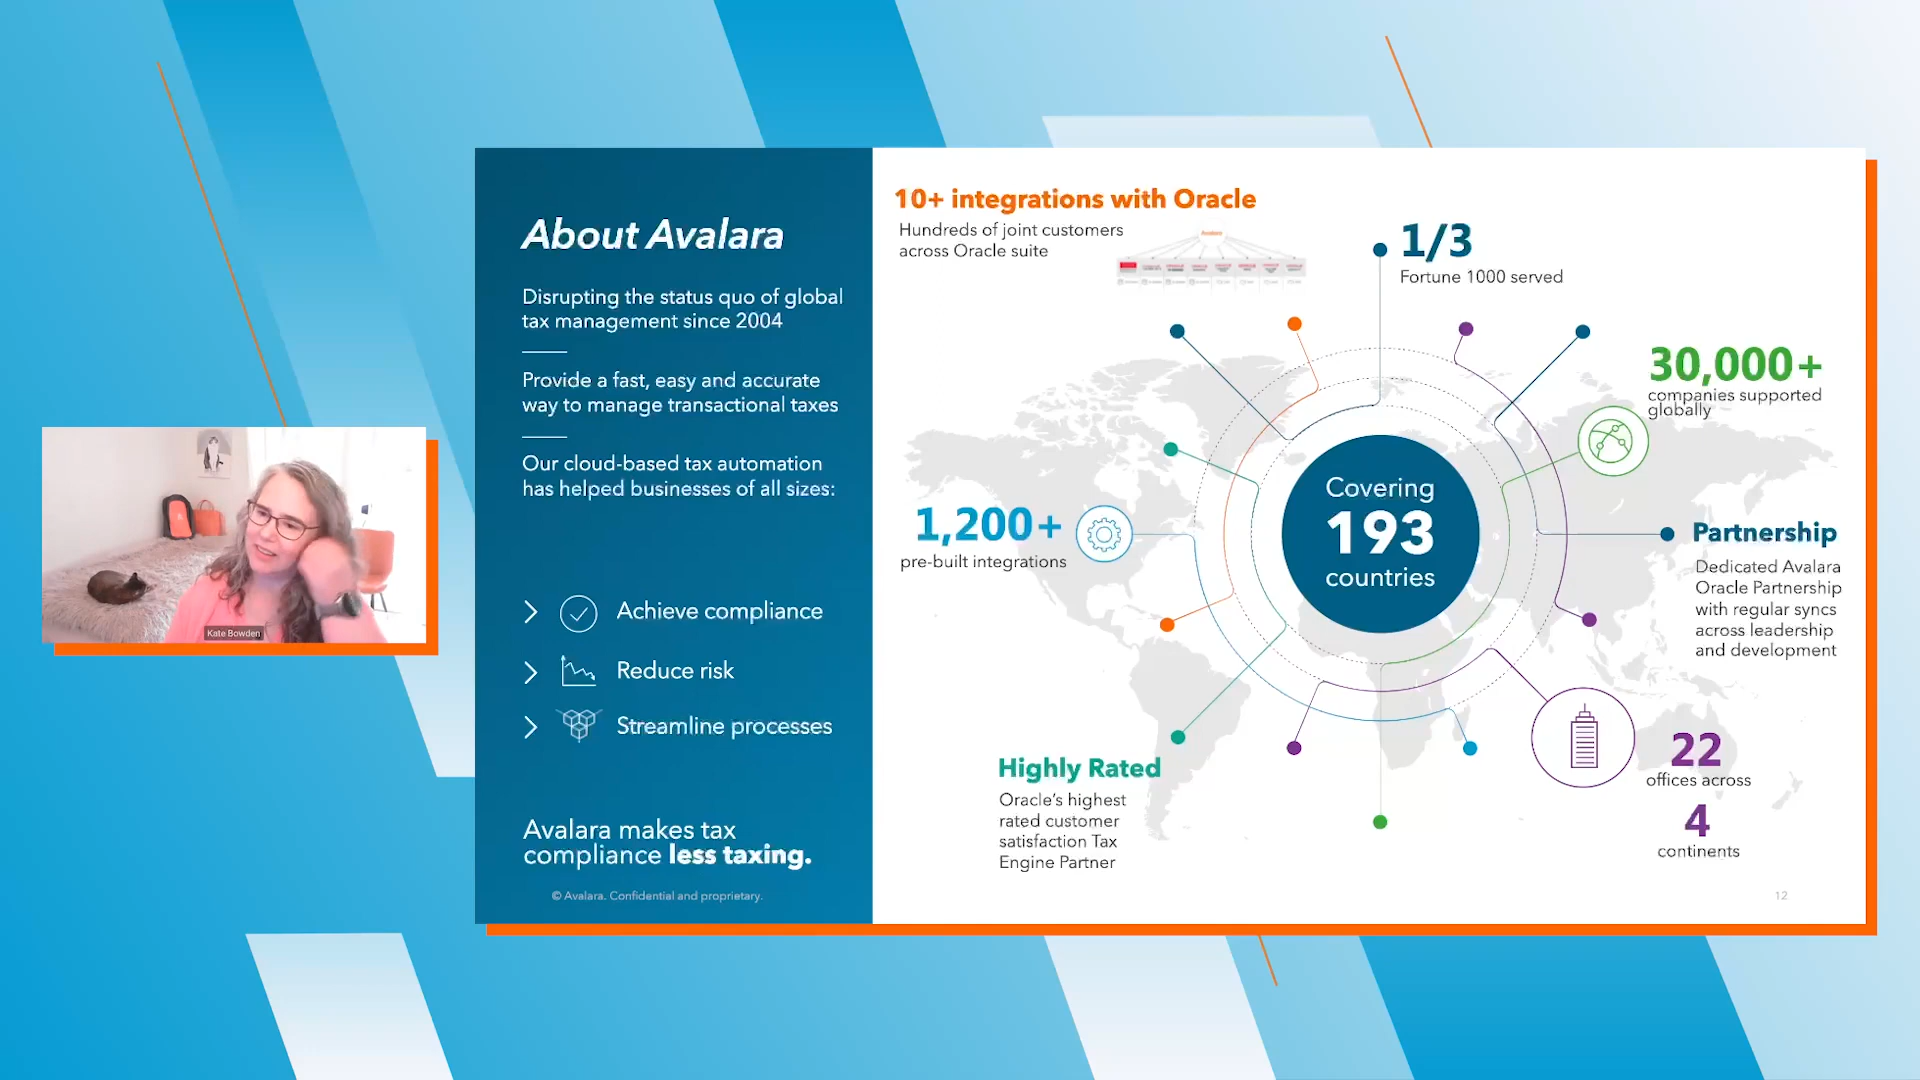 About Avalara
Disrupting the status quo of global
tax management since 2004
Provide a fast, easy and accurate
way to manage transactional taxes
Our cloud-based tax automation
has helped businesses of all sizes:
Achieve compliance
Reduce risk
Streamline processes
Avalara makes tax
compliance less taxing.
© Avalara. Confidential and proprietary.
10+ integrations with Oracle
Hundreds of joint customers
across Oracle suite
1/3
Fortune 1000 served
30,000+
companies supported
globally
Covering
193
countries
1,200+
pre-built integrations
Partnership
Dedicated Avalara
Oracle Partnership
with regular syncs
across leadership
and development
Highly Rated
Oracle's highest
rated customer
satisfaction Tax
Engine Partner
22
offices across
4
continents
12
Kate Bowden